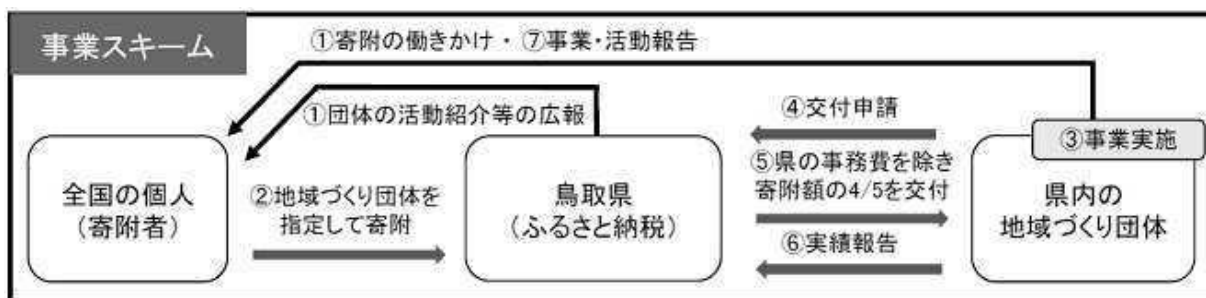 事業スキーム
①寄附の働きかけ・⑦事業・活動報告
①団体の活動紹介等の広報
全国の個人
（寄附者）
②地域づくり団体を
指定して寄附
鳥取県
（ふるさと納税）
④交付申請
⑤県の事務費を除き
寄附額の4/5を交付
⑥実績報告
③事業実施
県内の
地域づくり団体